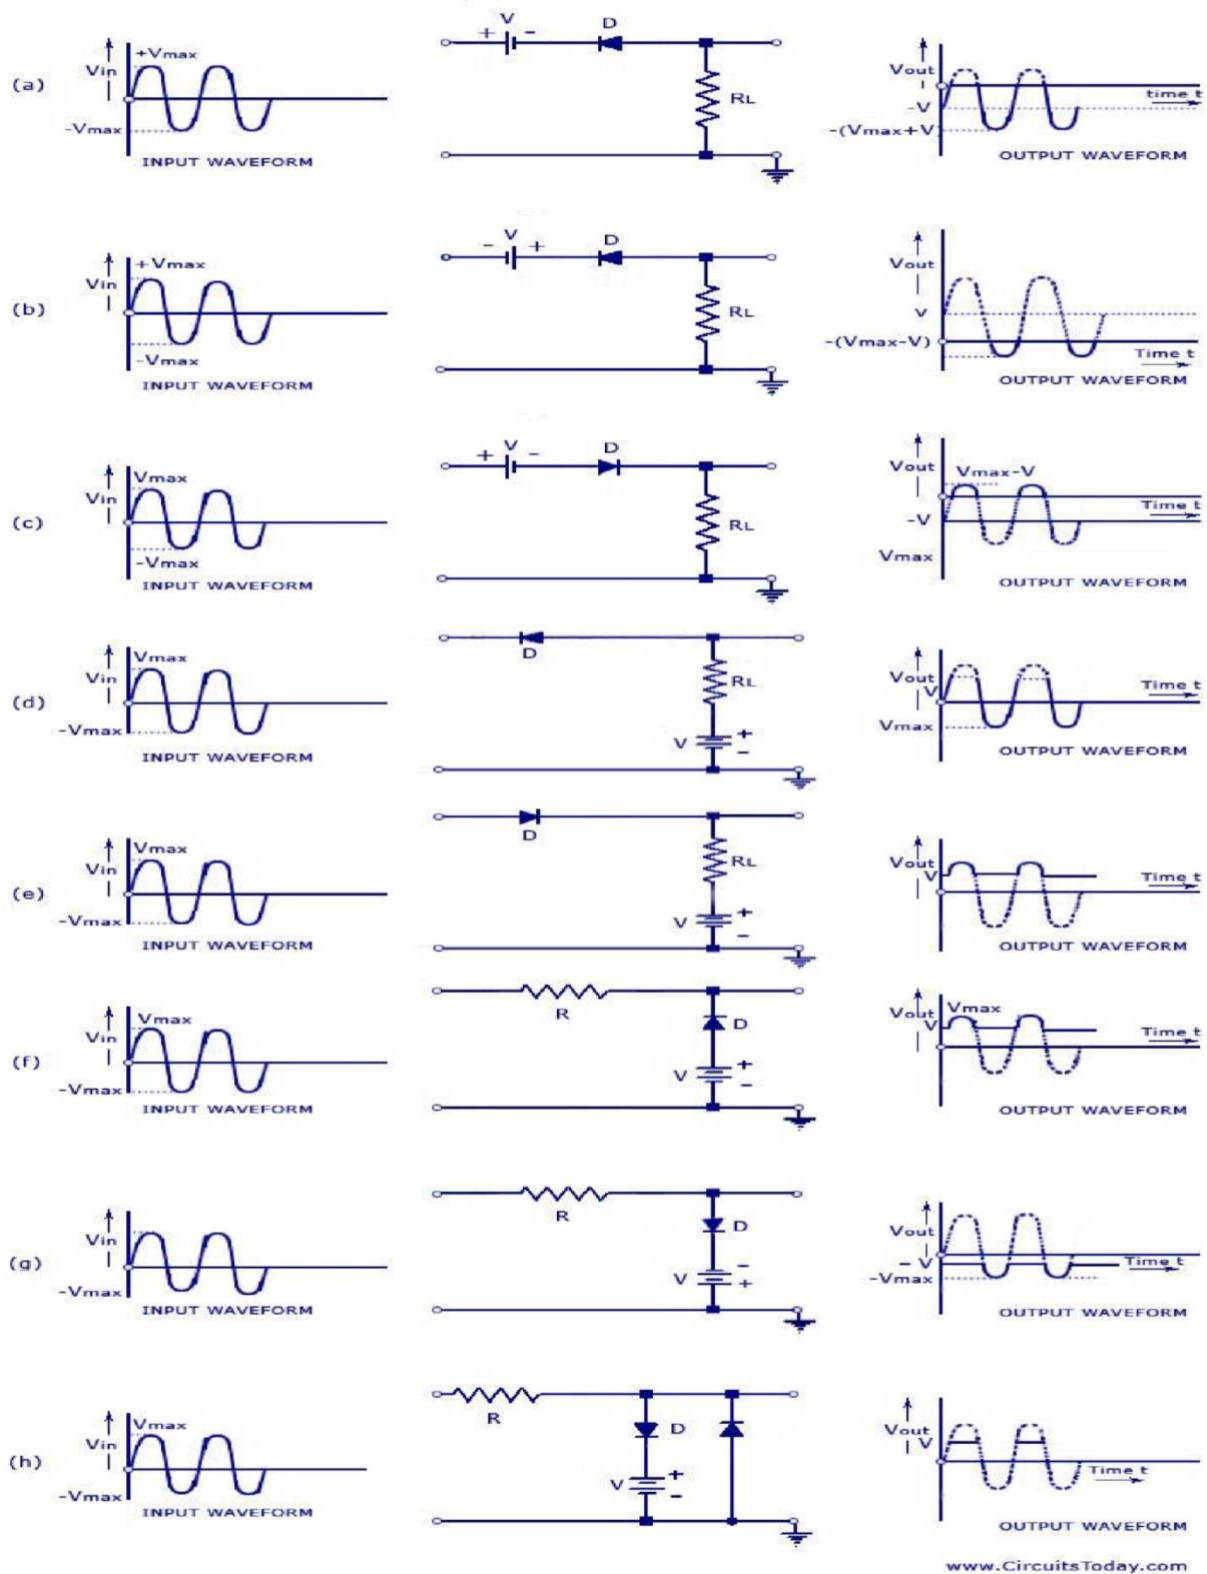 V
+ -
D
(a)
+Vmax
Vin
-Vmax
INPUT WAVEFORM
RL
Vout
-V
-(Vmax+V)
time t
OUTPUT WAVEFORM
V
- +
D
(b)
+Vmax
Vin
-Vmax
INPUT WAVEFORM
RL
Vout
V
-(Vmax-V)
Time t
OUTPUT WAVEFORM
V
+ -
D
(c)
Vmax
Vin
-Vmax
INPUT WAVEFORM
RL
Vout
Vmax-V
Time t
-V
Vmax
OUTPUT WAVEFORM
(d)
Vmax
Vin
-Vmax
INPUT WAVEFORM
D
RL
V
+
-
Vout
V
Time t
Vmax
OUTPUT WAVEFORM
(e)
Vmax
Vin
-Vmax
INPUT WAVEFORM
D
RL
V
+
-
Vout
V
Time t
OUTPUT WAVEFORM
(f)
Vmax
Vin
-Vmax
INPUT WAVEFORM
R
D
V
+
-
Vout
Vmax
V
Time t
OUTPUT WAVEFORM
(g)
Vin
-Vmax
INPUT WAVEFORM
R
D
V
-
+
Vout
- V
Time t
-Vmax
OUTPUT WAVEFORM
(h)
Vmax
Vin
-Vmax
INPUT WAVEFORM
R
D
V
+
-
Vout
V
Time t
OUTPUT WAVEFORM
www.CircuitsToday.com